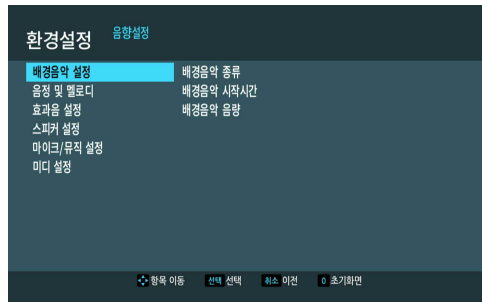 환경설정 음향설정
배경음악 설정 배경음악 종류
음정 및 멜로디 배경음악 시작시간
효과음 설정 배경음악 음량
스피커 설정
마이크/뮤직 설정
미디 설정
항목 이동 선택 선택 취소 이전 0 초기화면